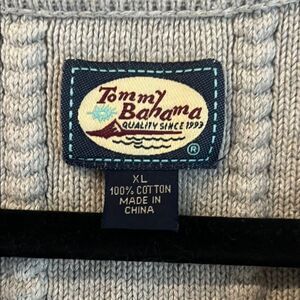 Tommy
Bahama
QUALITY SINCE 1993
®
XL
100% COTTON
MADE IN
CHINA